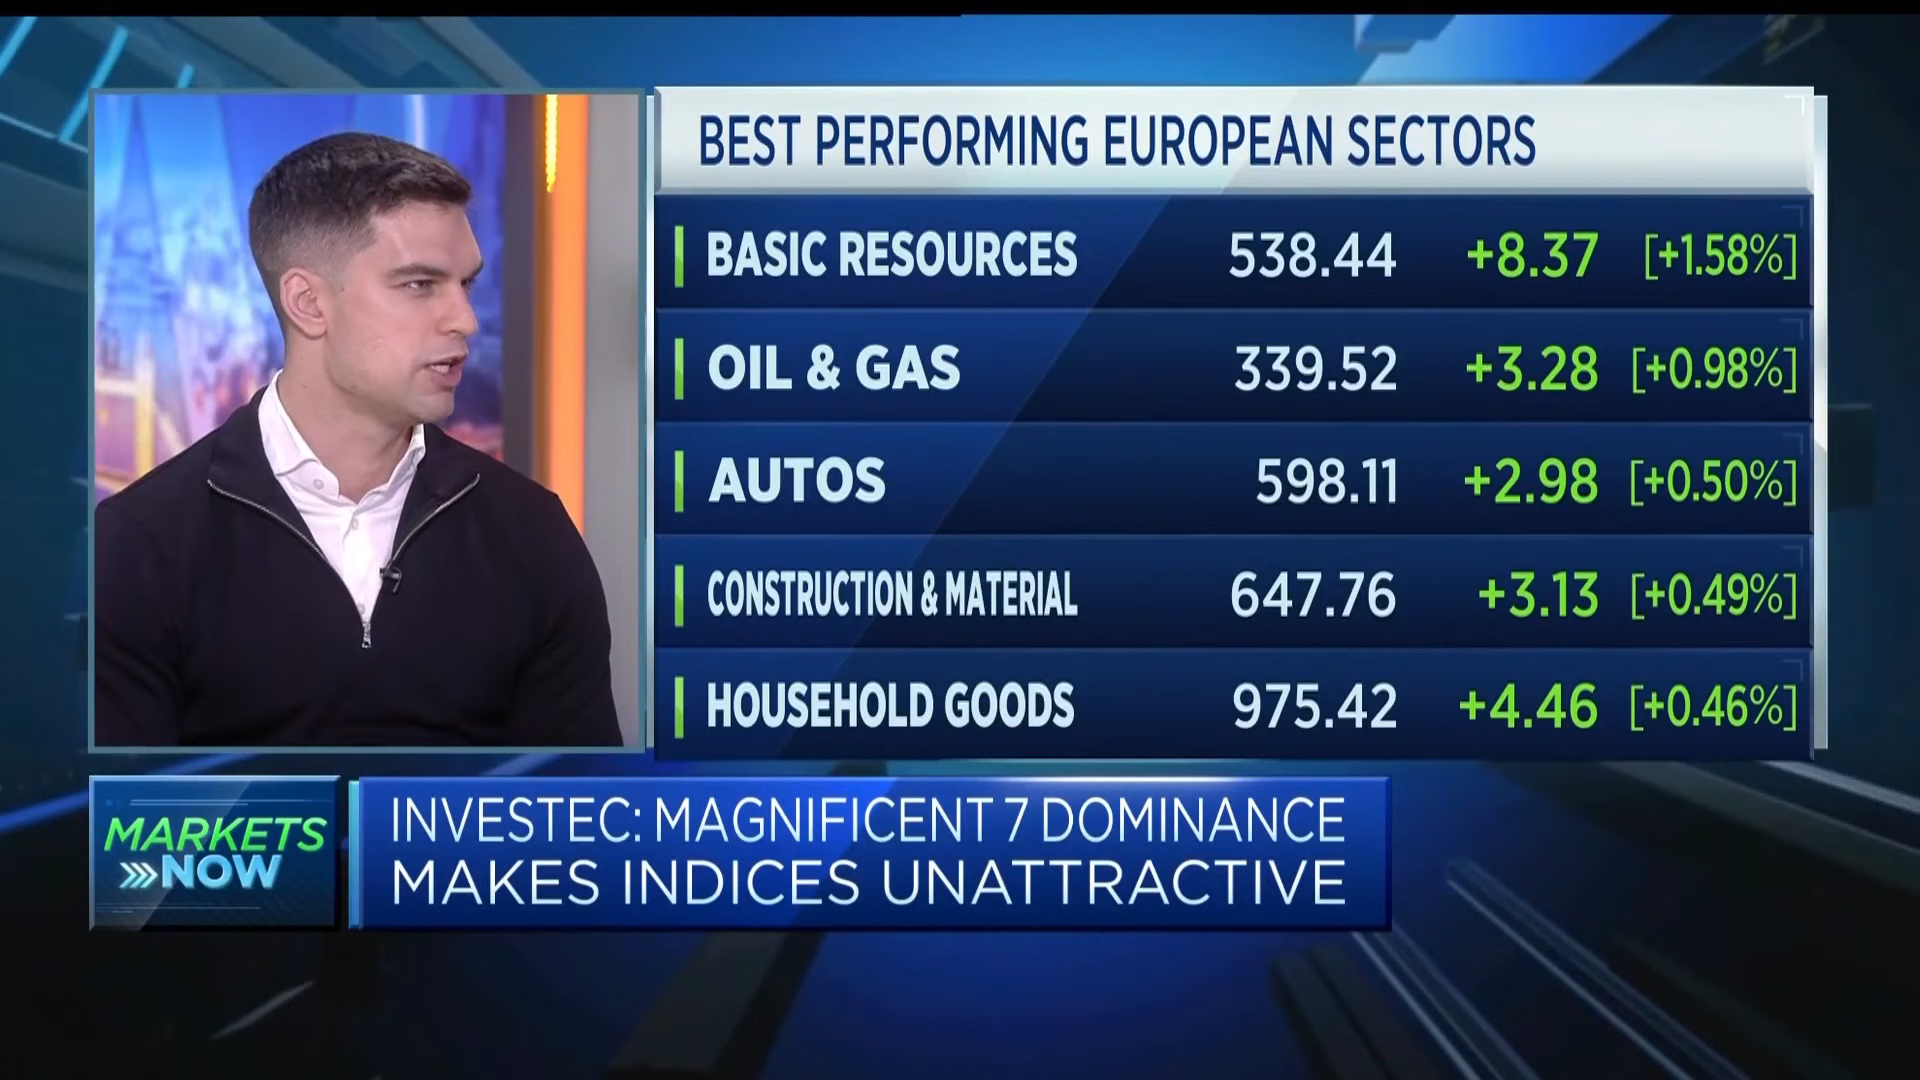 BEST PERFORMING EUROPEAN SECTORS
BASIC RESOURCES 538.44 +8.37 [+1.58%]
OIL & GAS 339.52 +3.28 [+0.98%]
AUTOS 598.11 +2.98 [+0.50%]
CONSTRUCTION & MATERIAL 647.76 +3.13 [+0.49%]
HOUSEHOLD GOODS 975.42 +4.46 [+0.46%]
MARKETS
NOW
INVESTEC: MAGNIFICENT 7 DOMINANCE
MAKES INDICES UNATTRACTIVE